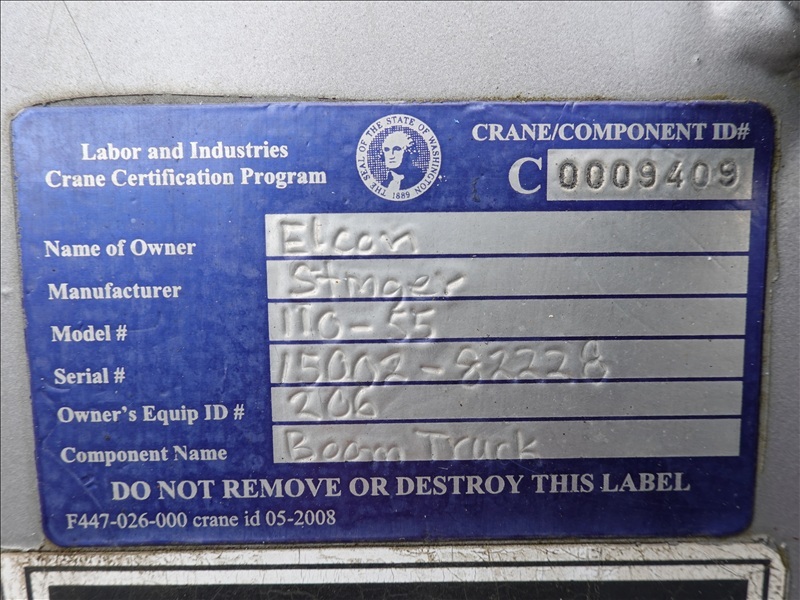 Labor and Industries
Crane Certification Program
THE SEAL OF THE STATE OF WASHINGTON
1889
CRANE/COMPONENT ID#
C 0009409
Name of Owner Elcon
Manufacturer Stinger
Model # 110-55
Serial # 15002-82228
Owner's Equip ID # 206
Component Name Boom Truck
DO NOT REMOVE OR DESTROY THIS LABEL
F447-026-000 crane id 05-2008